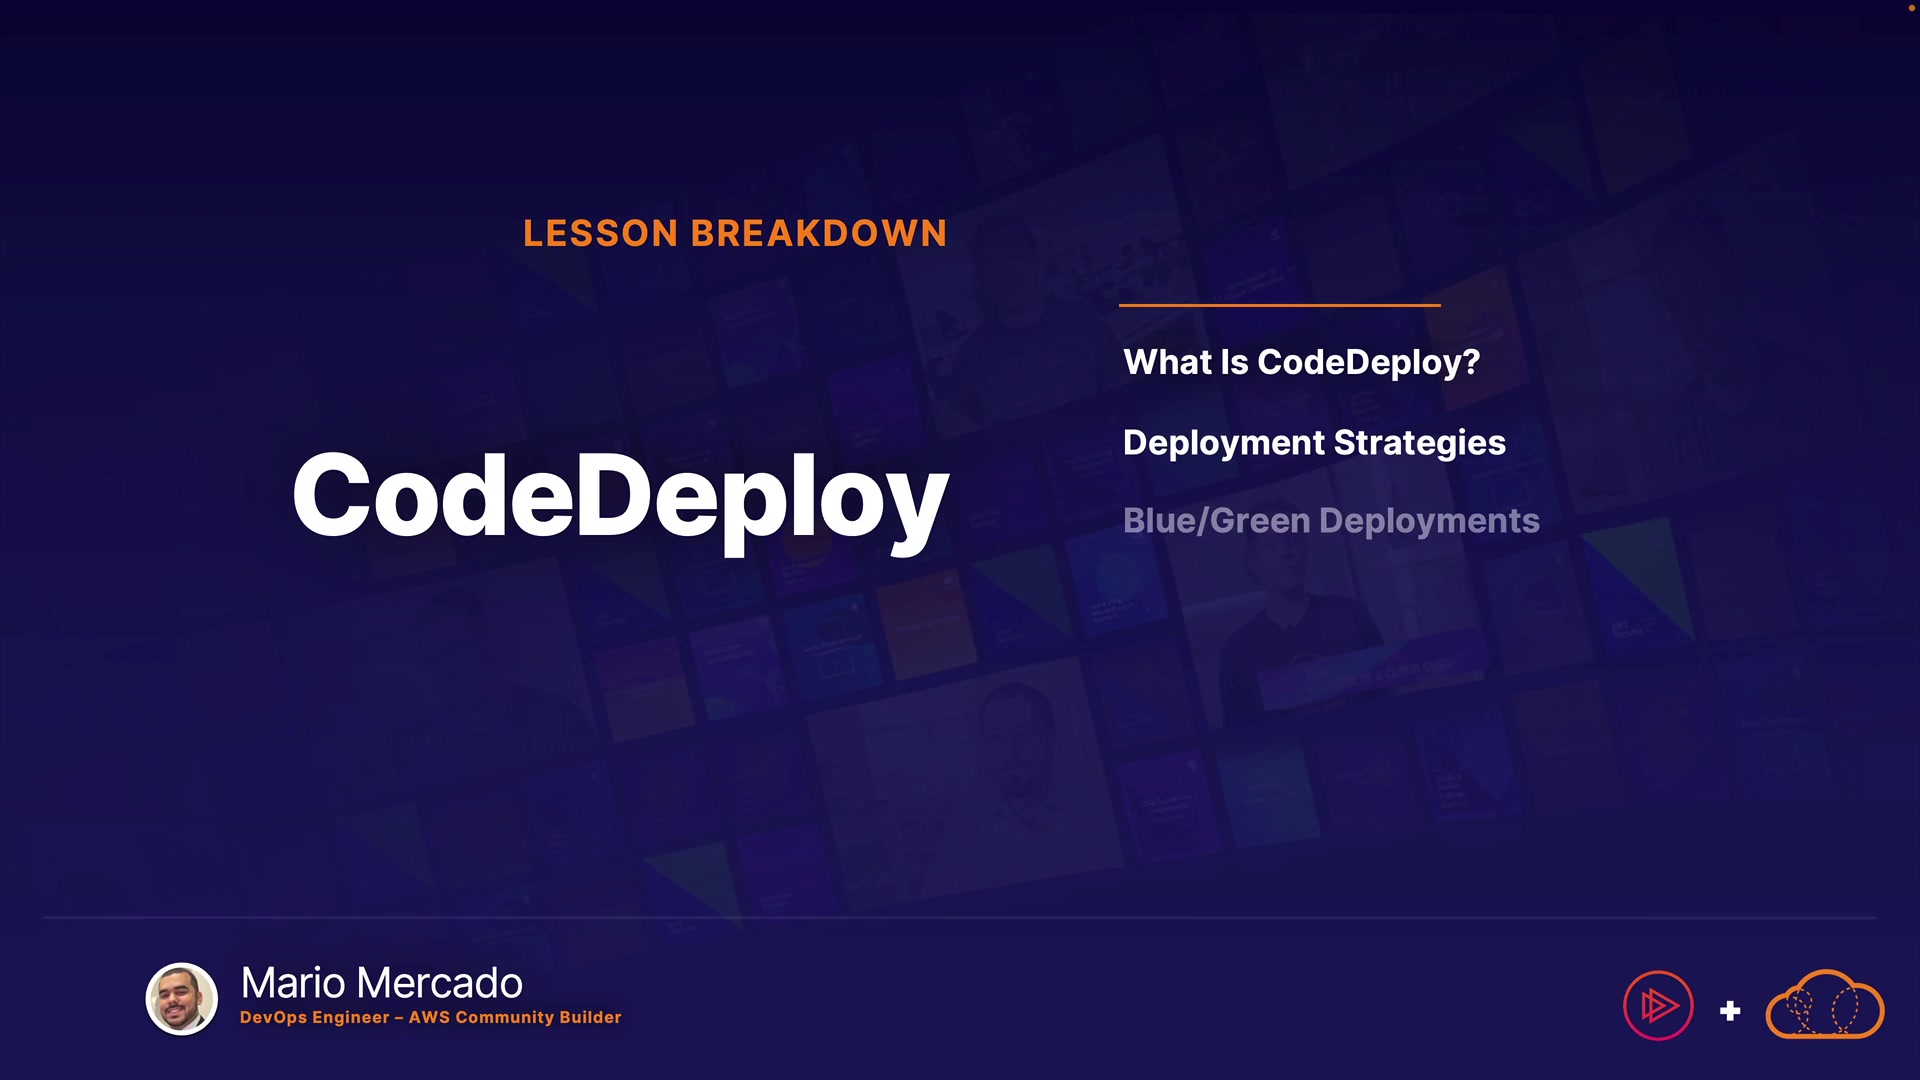 LESSON BREAKDOWN
CodeDeploy
What Is CodeDeploy?
Deployment Strategies
Blue/Green Deployments
Mario Mercado
DevOps Engineer – AWS Community Builder